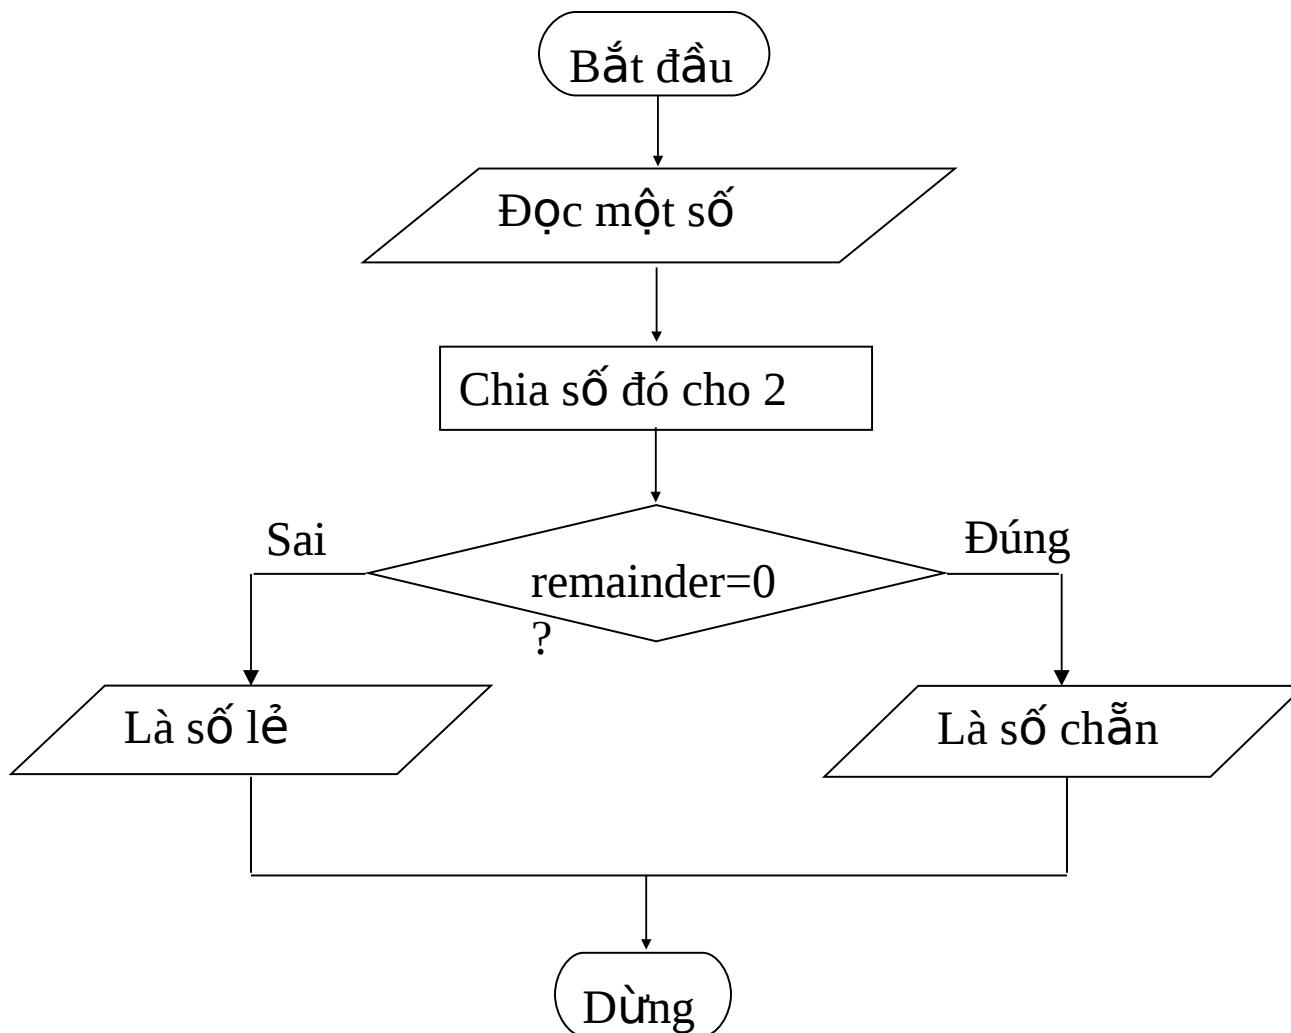 Bắt đầu
Đọc một số
Chia số đó cho 2
Sai
Đúng
remainder=0
?
Là số lẻ
Là số chẵn
Dừng